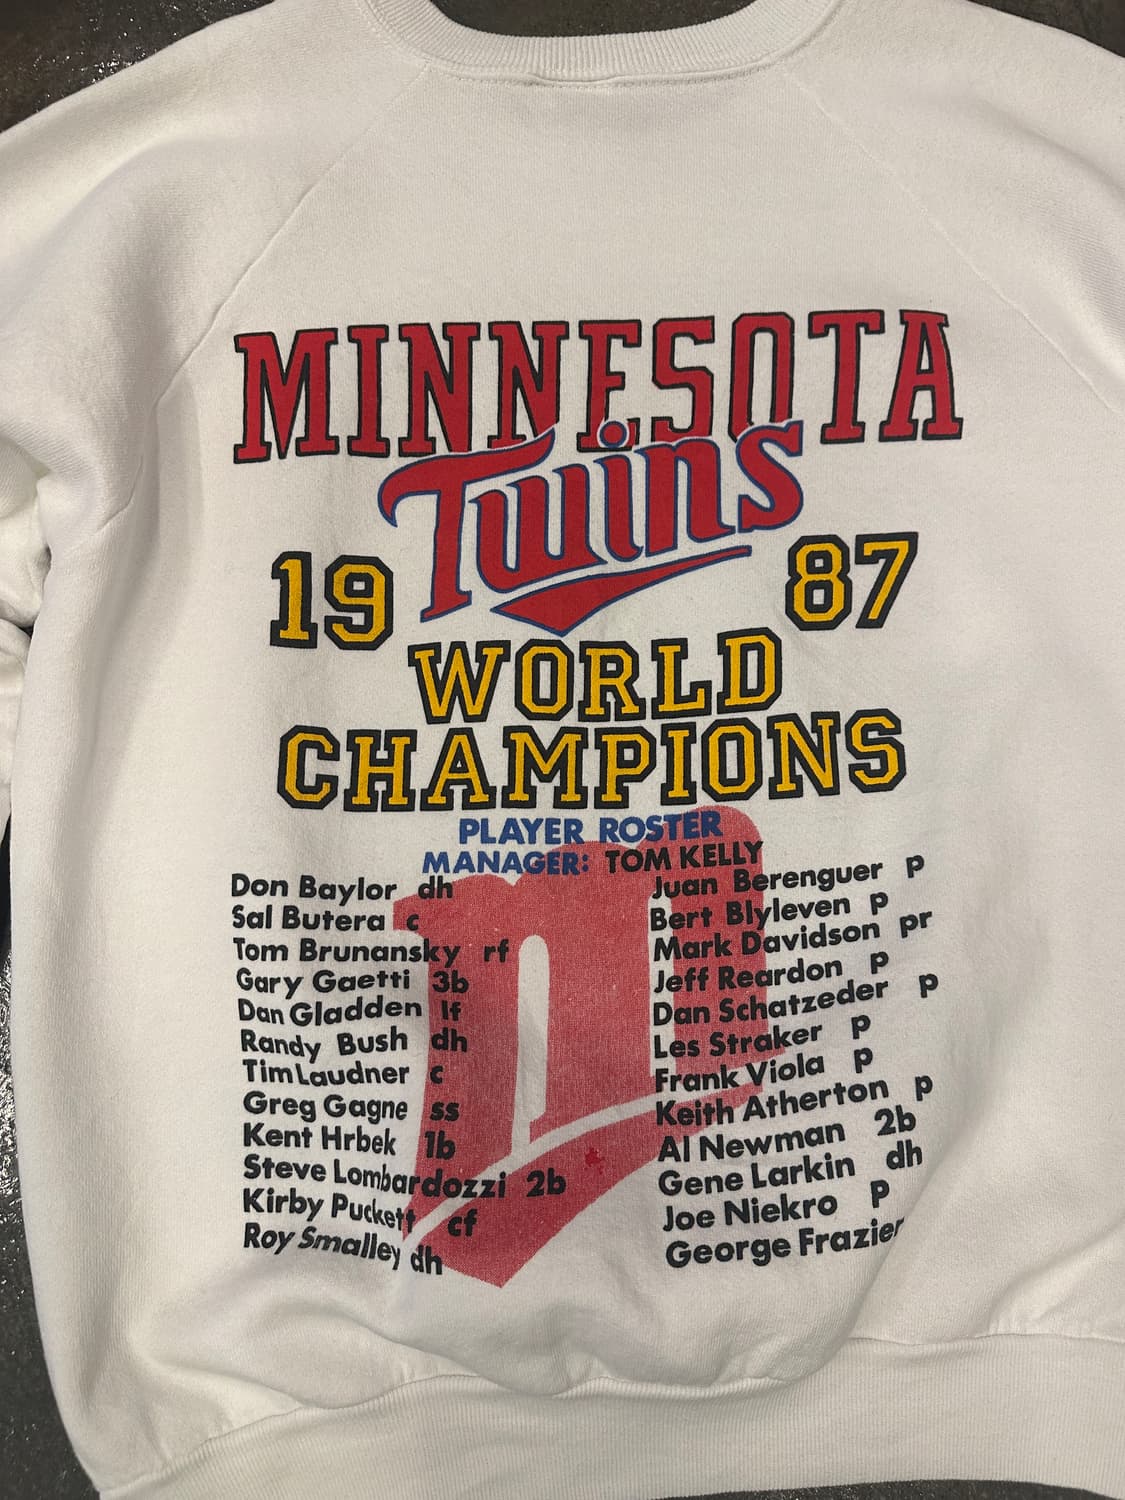 MINNESOTA
Twins
1987
WORLD
CHAMPIONS
PLAYER ROSTER
MANAGER: TOM KELLY
Don Baylor dh
Sal Butera c
Tom Brunansky rf
Gary Gaetti 3b
Dan Gladden lf
Randy Bush dh
Tim Laudner c
Greg Gagne ss
Kent Hrbek 1b
Steve Lombardozzi 2b
Kirby Puckett cf
Roy Smalley dh
Juan Berenguer p
Bert Blyleven p
Mark Davidson pr
Jeff Reardon p
Dan Schatzeder p
Les Straker p
Frank Viola p
Keith Atherton p
Al Newman 2b
Gene Larkin dh
Joe Niekro p
George Frazier